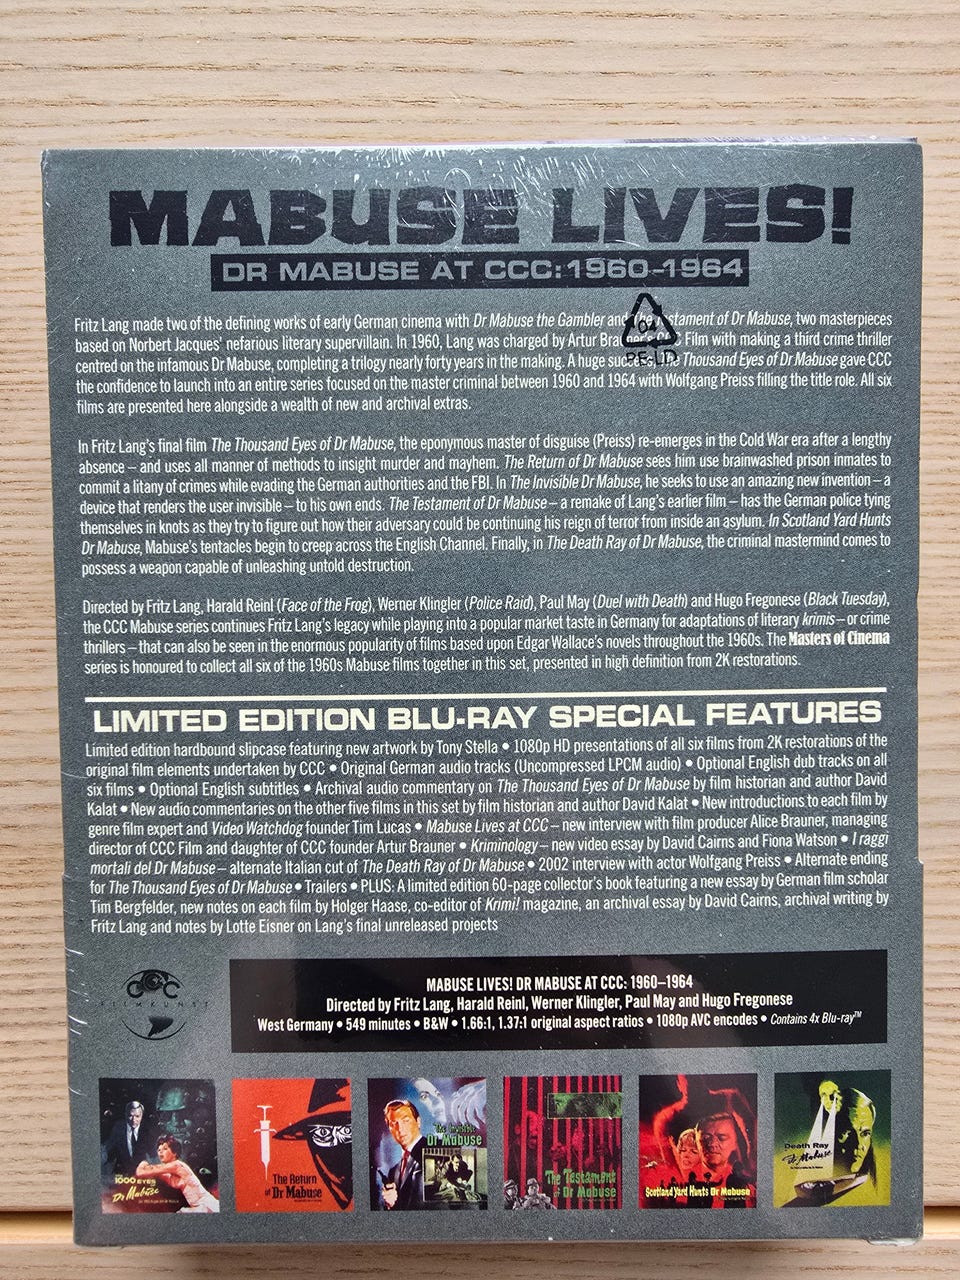 MABUSE LIVES!
DR MABUSE AT CCC: 1960–1964
Fritz Lang made two of the defining works of early German cinema with Dr Mabuse the Gambler and The Testament of Dr Mabuse, two masterpieces
based on Norbert Jacques' nefarious literary supervillain. In 1960, Lang was charged by Artur Brauner's CCC Film with making a third crime thriller
centred on the infamous Dr Mabuse, completing a trilogy nearly forty years in the making. A huge success, The Thousand Eyes of Dr Mabuse gave CCC
the confidence to launch into an entire series focused on the master criminal between 1960 and 1964 with Wolfgang Preiss filling the title role. All six
films are presented here alongside a wealth of new and archival extras.
04
PE-LD
In Fritz Lang's final film The Thousand Eyes of Dr Mabuse, the eponymous master of disguise (Preiss) re-emerges in the Cold War era after a lengthy
absence – and uses all manner of methods to insight murder and mayhem. The Return of Dr Mabuse sees him use brainwashed prison inmates to
commit a litany of crimes while evading the German authorities and the FBI. In The Invisible Dr Mabuse, he seeks to use an amazing new invention – a
device that renders the user invisible – to his own ends. The Testament of Dr Mabuse – a remake of Lang's earlier film – has the German police tying
themselves in knots as they try to figure out how their adversary could be continuing his reign of terror from inside an asylum. In Scotland Yard Hunts
Dr Mabuse, Mabuse's tentacles begin to creep across the English Channel. Finally, in The Death Ray of Dr Mabuse, the criminal mastermind comes to
possess a weapon capable of unleashing untold destruction.
Directed by Fritz Lang, Harald Reinl (Face of the Frog), Werner Klingler (Police Raid), Paul May (Duel with Death) and Hugo Fregonese (Black Tuesday),
the CCC Mabuse series continues Fritz Lang's legacy while playing into a popular market taste in Germany for adaptations of literary krimis – or crime
thrillers – that can also be seen in the enormous popularity of films based upon Edgar Wallace's novels throughout the 1960s. The Masters of Cinema
series is honoured to collect all six of the 1960s Mabuse films together in this set, presented in high definition from 2K restorations.
LIMITED EDITION BLU-RAY SPECIAL FEATURES
Limited edition hardbound slipcase featuring new artwork by Tony Stella • 1080p HD presentations of all six films from 2K restorations of the
original film elements undertaken by CCC • Original German audio tracks (Uncompressed LPCM audio) • Optional English dub tracks on all
six films • Optional English subtitles • Archival audio commentary on The Thousand Eyes of Dr Mabuse by film historian and author David
Kalat • New audio commentaries on the other five films in this set by film historian and author David Kalat • New introductions to each film by
genre film expert and Video Watchdog founder Tim Lucas • Mabuse Lives at CCC – new interview with film producer Alice Brauner, managing
director of CCC Film and daughter of CCC founder Artur Brauner • Kriminology – new video essay by David Cairns and Fiona Watson • I raggi
mortali del Dr Mabuse – alternate Italian cut of The Death Ray of Dr Mabuse • 2002 interview with actor Wolfgang Preiss • Alternate ending
for The Thousand Eyes of Dr Mabuse • Trailers • PLUS: A limited edition 60-page collector's book featuring a new essay by German film scholar
Tim Bergfelder, new notes on each film by Holger Haase, co-editor of Krimi! magazine, an archival essay by David Cairns, archival writing by
Fritz Lang and notes by Lotte Eisner on Lang's final unreleased projects
CCC
FILMKUNST
MABUSE LIVES! DR MABUSE AT CCC: 1960–1964
Directed by Fritz Lang, Harald Reinl, Werner Klingler, Paul May and Hugo Fregonese
West Germany • 549 minutes • B&W • 1.66:1, 1.37:1 original aspect ratios • 1080p AVC encodes • Contains 4x Blu-ray™
1000 EYES
Dr Mabuse
The Return
of Dr Mabuse
The Invisible
Dr Mabuse
The Testament
of Dr Mabuse
Scotland Yard Hunts Dr Mabuse
Death Ray
Dr Mabuse